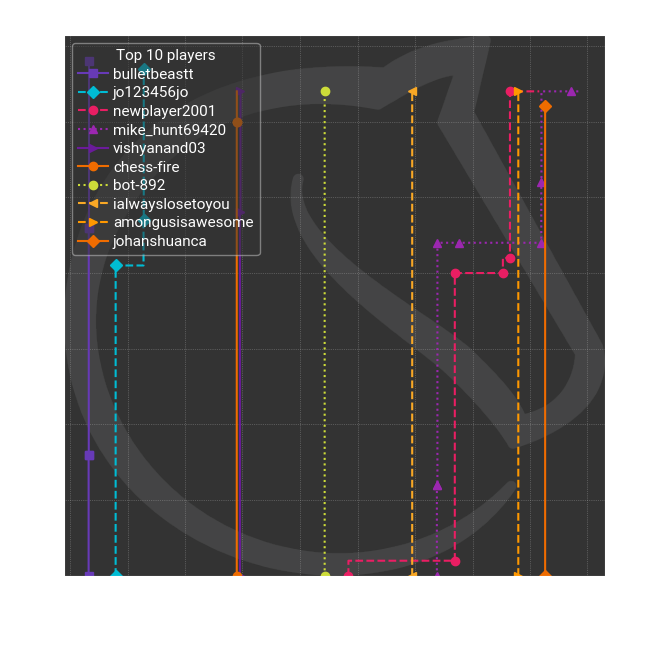 Top 10 players
bulletbeastt
jo123456jo
newplayer2001
mike_hunt69420
vishyanand03
chess-fire
bot-892
ialwayslosetoyou
amongusisawesome
johanshuanca